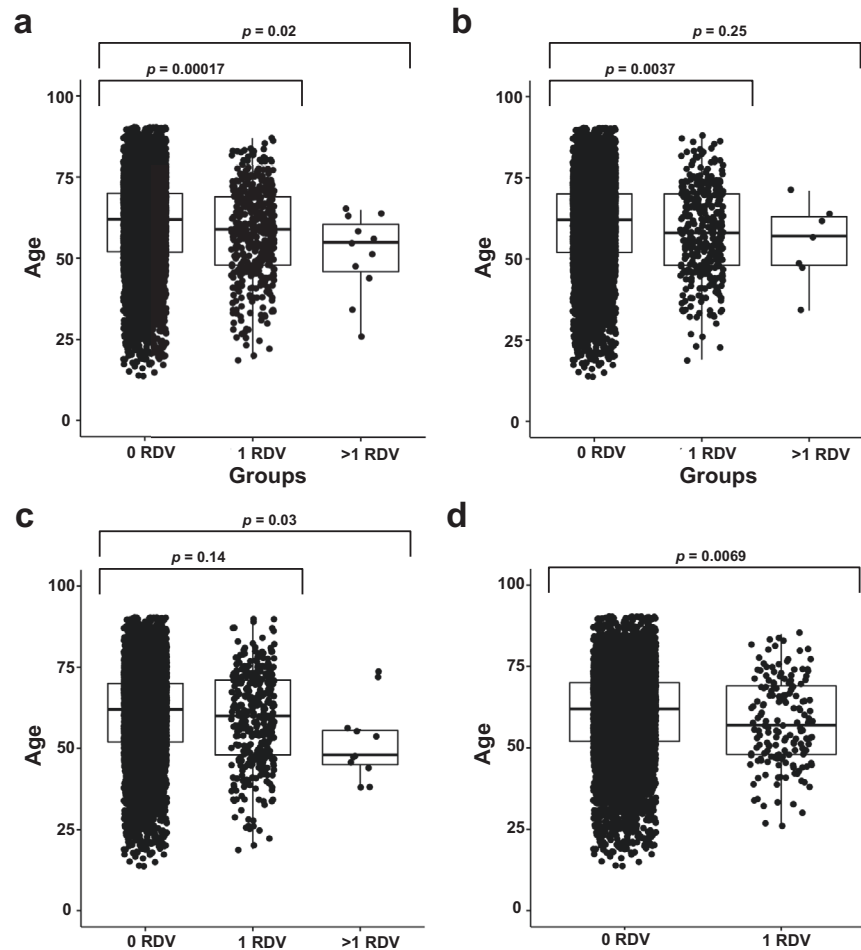 a
p = 0.02
p = 0.00017
100
75
50
25
0
Age
0 RDV 1 RDV >1 RDV
Groups
b
p = 0.25
p = 0.0037
100
75
50
25
0
Age
0 RDV 1 RDV >1 RDV
Groups
c
p = 0.03
p = 0.14
100
75
50
25
0
Age
0 RDV 1 RDV >1 RDV
d
p = 0.0069
100
75
50
25
0
Age
0 RDV 1 RDV